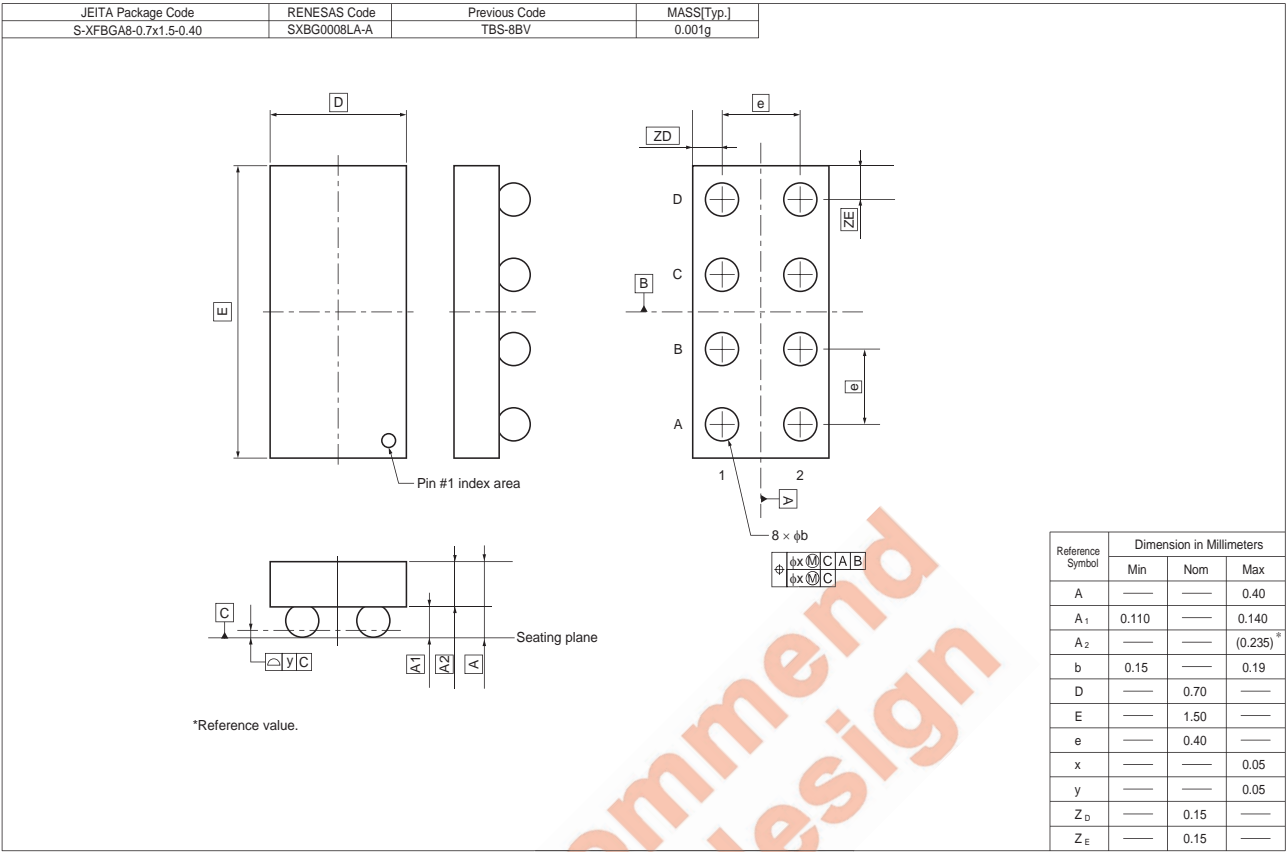 JEITA Package Code RENESAS Code Previous Code MASS[Typ.]
S-XFBGA8-0.7x1.5-0.40 SXBG0008LA-A TBS-8BV 0.001g
D
e
ZD
D
ZE
C
B
E
B
e
A
Pin #1 index area
1 2
A
8 × ϕb
ϕx Ⓜ C A B
ϕx Ⓜ C
C
Seating plane
y C
A1
A2
A
*Reference value.
Reference Symbol Dimension in Millimeters
Min Nom Max
A — — 0.40
A1 0.110 — 0.140
A2 — — (0.235)*
b 0.15 — 0.19
D — 0.70 —
E — 1.50 —
e — 0.40 —
x — — 0.05
y — — 0.05
ZD — 0.15 —
ZE — 0.15 —